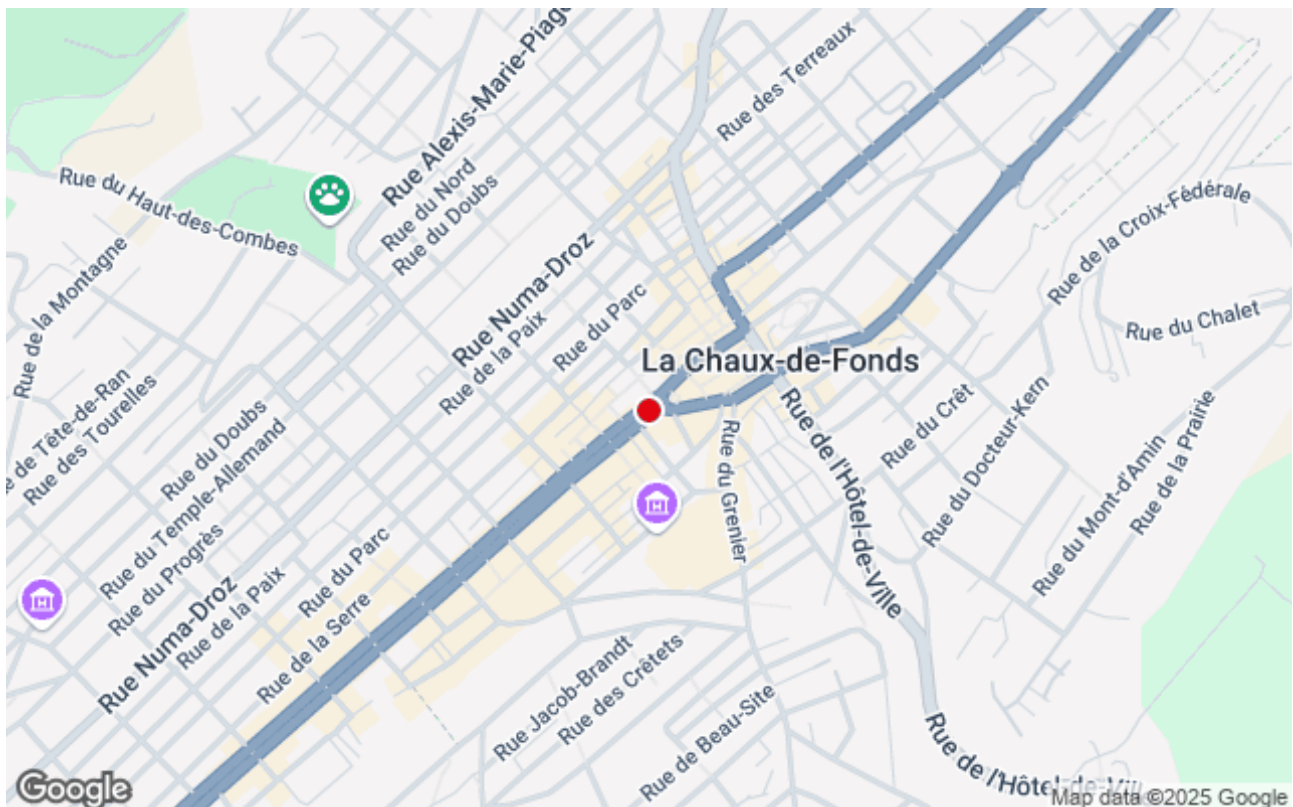 Rue Alexis-Marie-Piage
Rue des Terreaux
Rue du Nord
Rue du Haut-des-Combes
Rue du Doubs
Rue de la Croix-Fédérale
Rue Numa-Droz
Rue de la Montagne
Rue du Parc
Rue de la Paix
Rue du Chalet
La Chaux-de-Fonds
e de Tête-de-Ran
Rue des Tourelles
Rue du Doubs
Rue du Crêt
Rue du Docteur-Kern
Rue de l'Hôtel-de-Ville
Rue du Grenier
Rue du Mont-d'Amin
Rue de la Prairie
Rue du Temple-Allemand
Rue du Progrès
Rue du Parc
Rue de la Paix
Rue de la Serre
Rue Numa-Droz
Rue Jacob-Brandt
Rue des Crêtets
Rue de Beau-Site
Rue de l'Hôtel-de-Vill
Google
Map data ©2025 Google